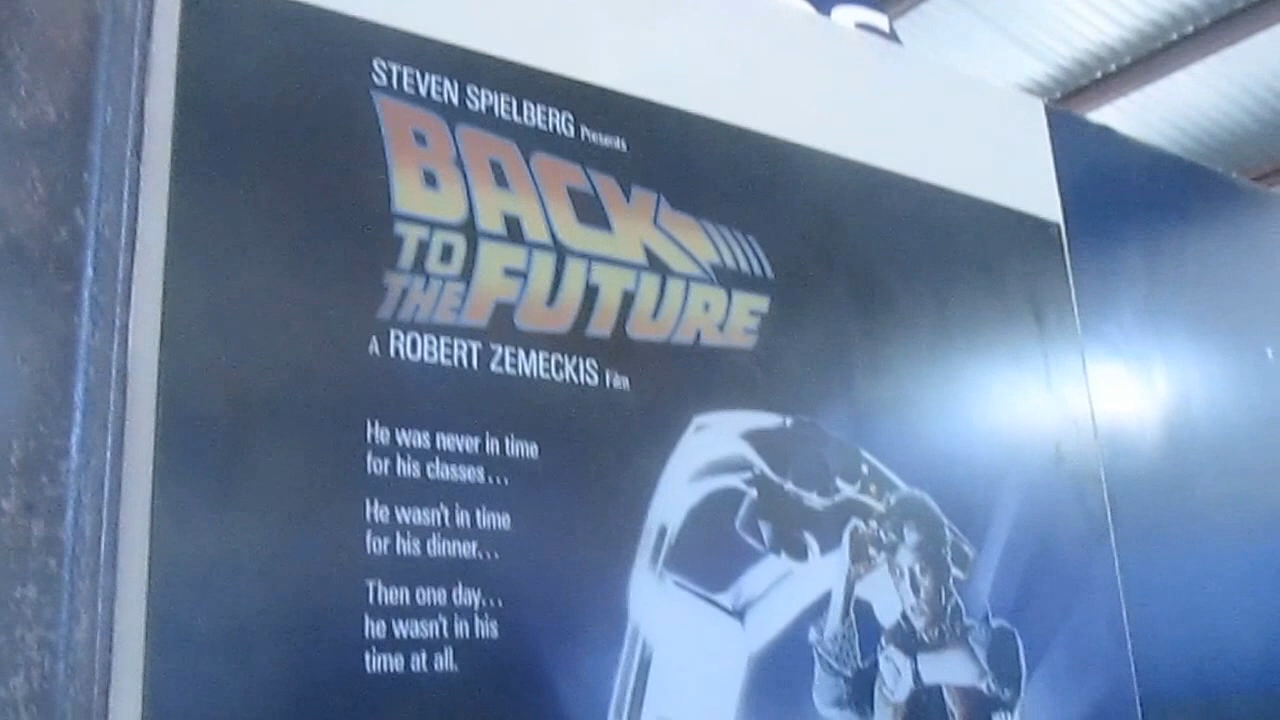 STEVEN SPIELBERG Presents
BACK
TO
THE FUTURE
A ROBERT ZEMECKIS Film
He was never in time
for his classes...
He wasn't in time
for his dinner...
Then one day...
he wasn't in his
time at all.